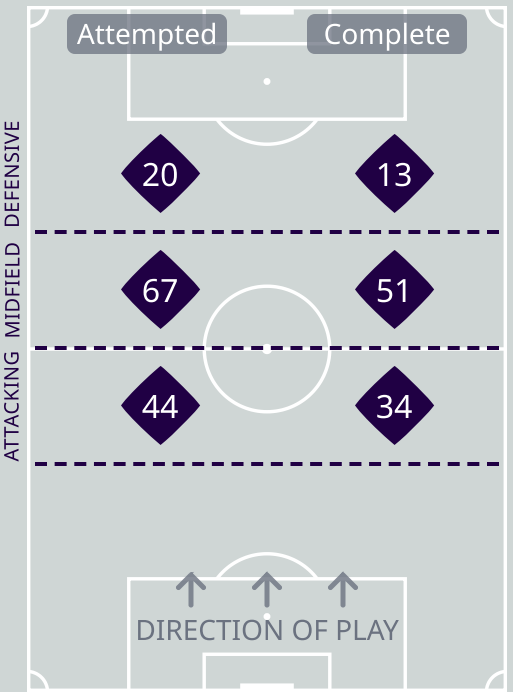 Attempted Complete
DEFENSIVE
20 13
MIDFIELD
67 51
ATTACKING
44 34
DIRECTION OF PLAY